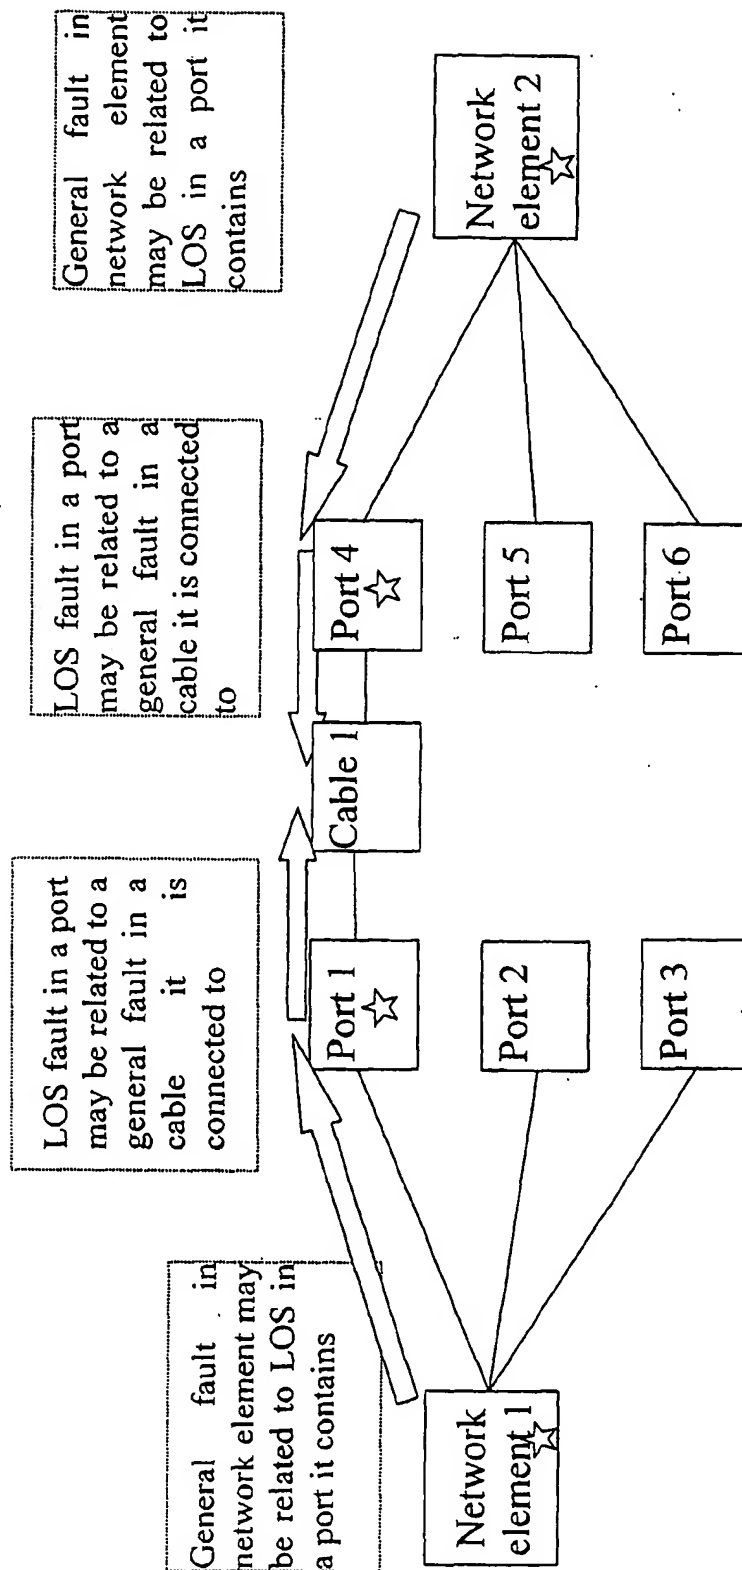 General fault in
network element may
be related to LOS in
a port it contains
LOS fault in a port
may be related to a
general fault in a
cable it is
connected to
LOS fault in a port
may be related to a
general fault in a
cable it is connected
to
General fault in
network element
may be related to
LOS in a port it
contains
Network
element 1
Port 1
Port 2
Port 3
Cable 1
Port 4
Port 5
Port 6
Network
element 2